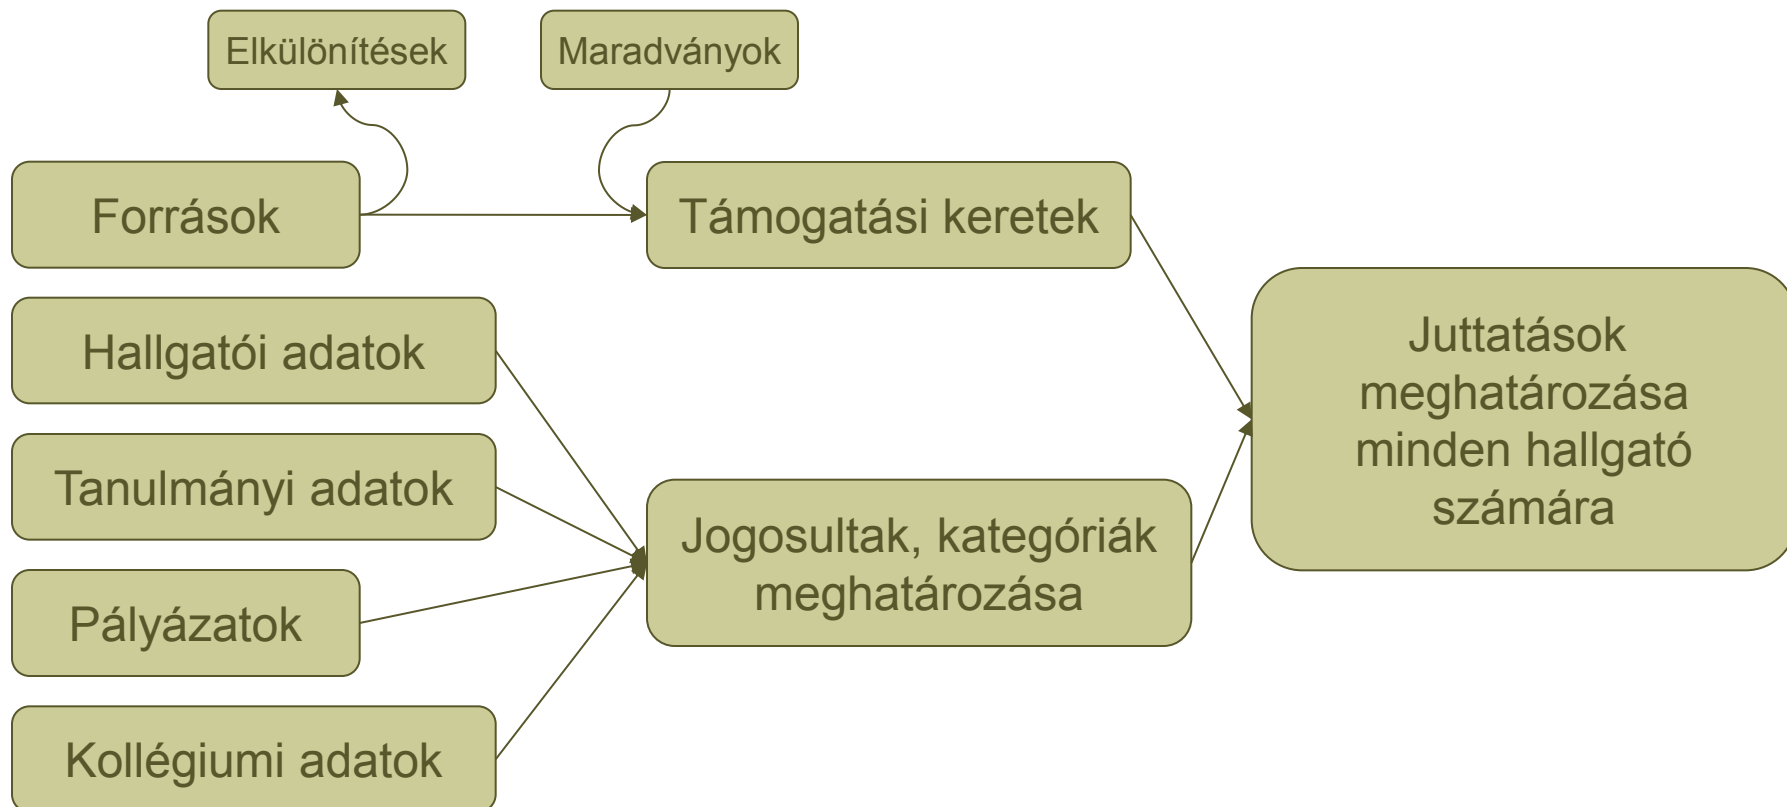 Elkülönítések
Maradványok
Források
Támogatási keretek
Hallgatói adatok
Tanulmányi adatok
Pályázatok
Kollégiumi adatok
Jogosultak, kategóriák
meghatározása
Juttatások
meghatározása
minden hallgató
számára